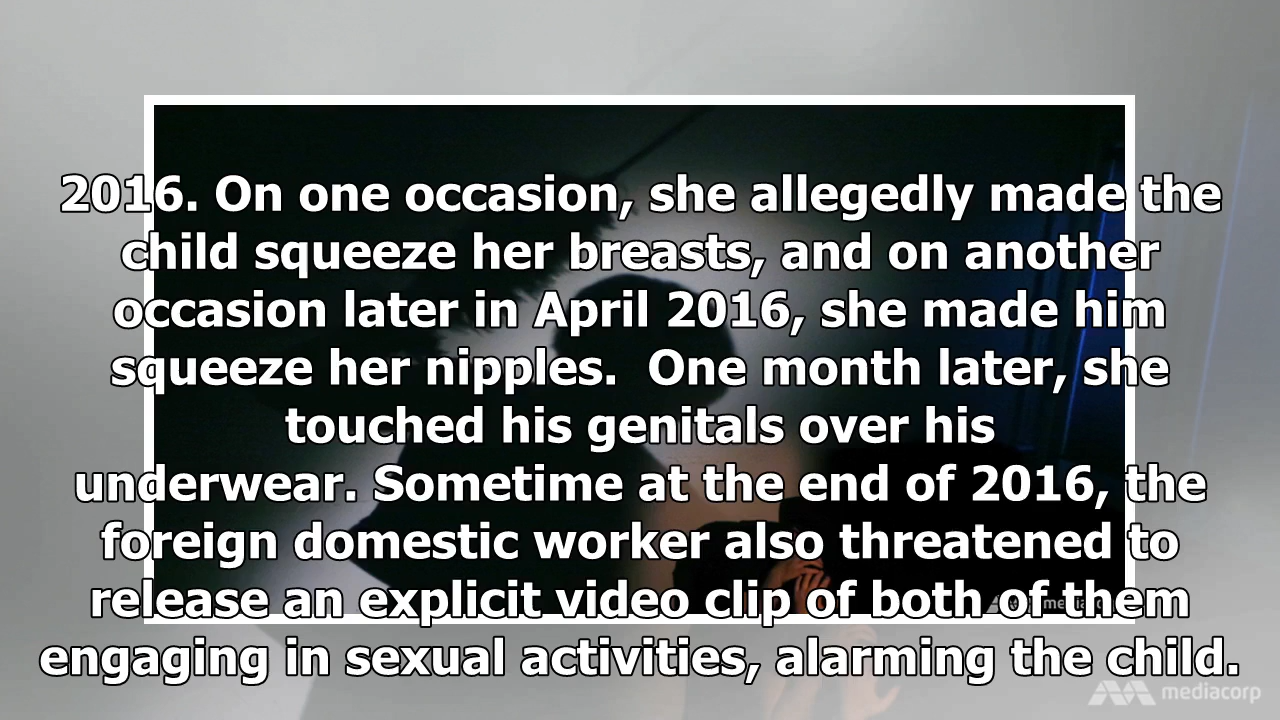 2016. On one occasion, she allegedly made the
child squeeze her breasts, and on another
occasion later in April 2016, she made him
squeeze her nipples.  One month later, she
touched his genitals over his
underwear. Sometime at the end of 2016, the
foreign domestic worker also threatened to
release an explicit video clip of both of them
engaging in sexual activities, alarming the child.
mediacorp